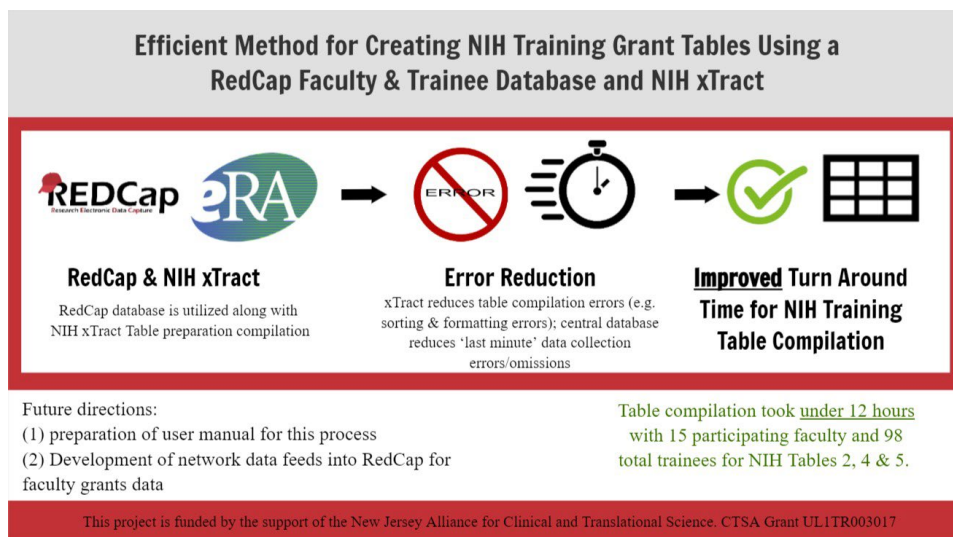 Efficient Method for Creating NIH Training Grant Tables Using a
RedCap Faculty & Trainee Database and NIH xTract
REDCap
Research Electronic Data Capture
eRA
ERROR
RedCap & NIH xTract
RedCap database is utilized along with
NIH xTract Table preparation compilation
Error Reduction
xTract reduces table compilation errors (e.g.
sorting & formatting errors); central database
reduces ‘last minute’ data collection
errors/omissions
Improved Turn Around
Time for NIH Training
Table Compilation
Future directions:
(1) preparation of user manual for this process
(2) Development of network data feeds into RedCap for
faculty grants data
Table compilation took under 12 hours
with 15 participating faculty and 98
total trainees for NIH Tables 2, 4 & 5.
This project is funded by the support of the New Jersey Alliance for Clinical and Translational Science. CTSA Grant UL1TR003017